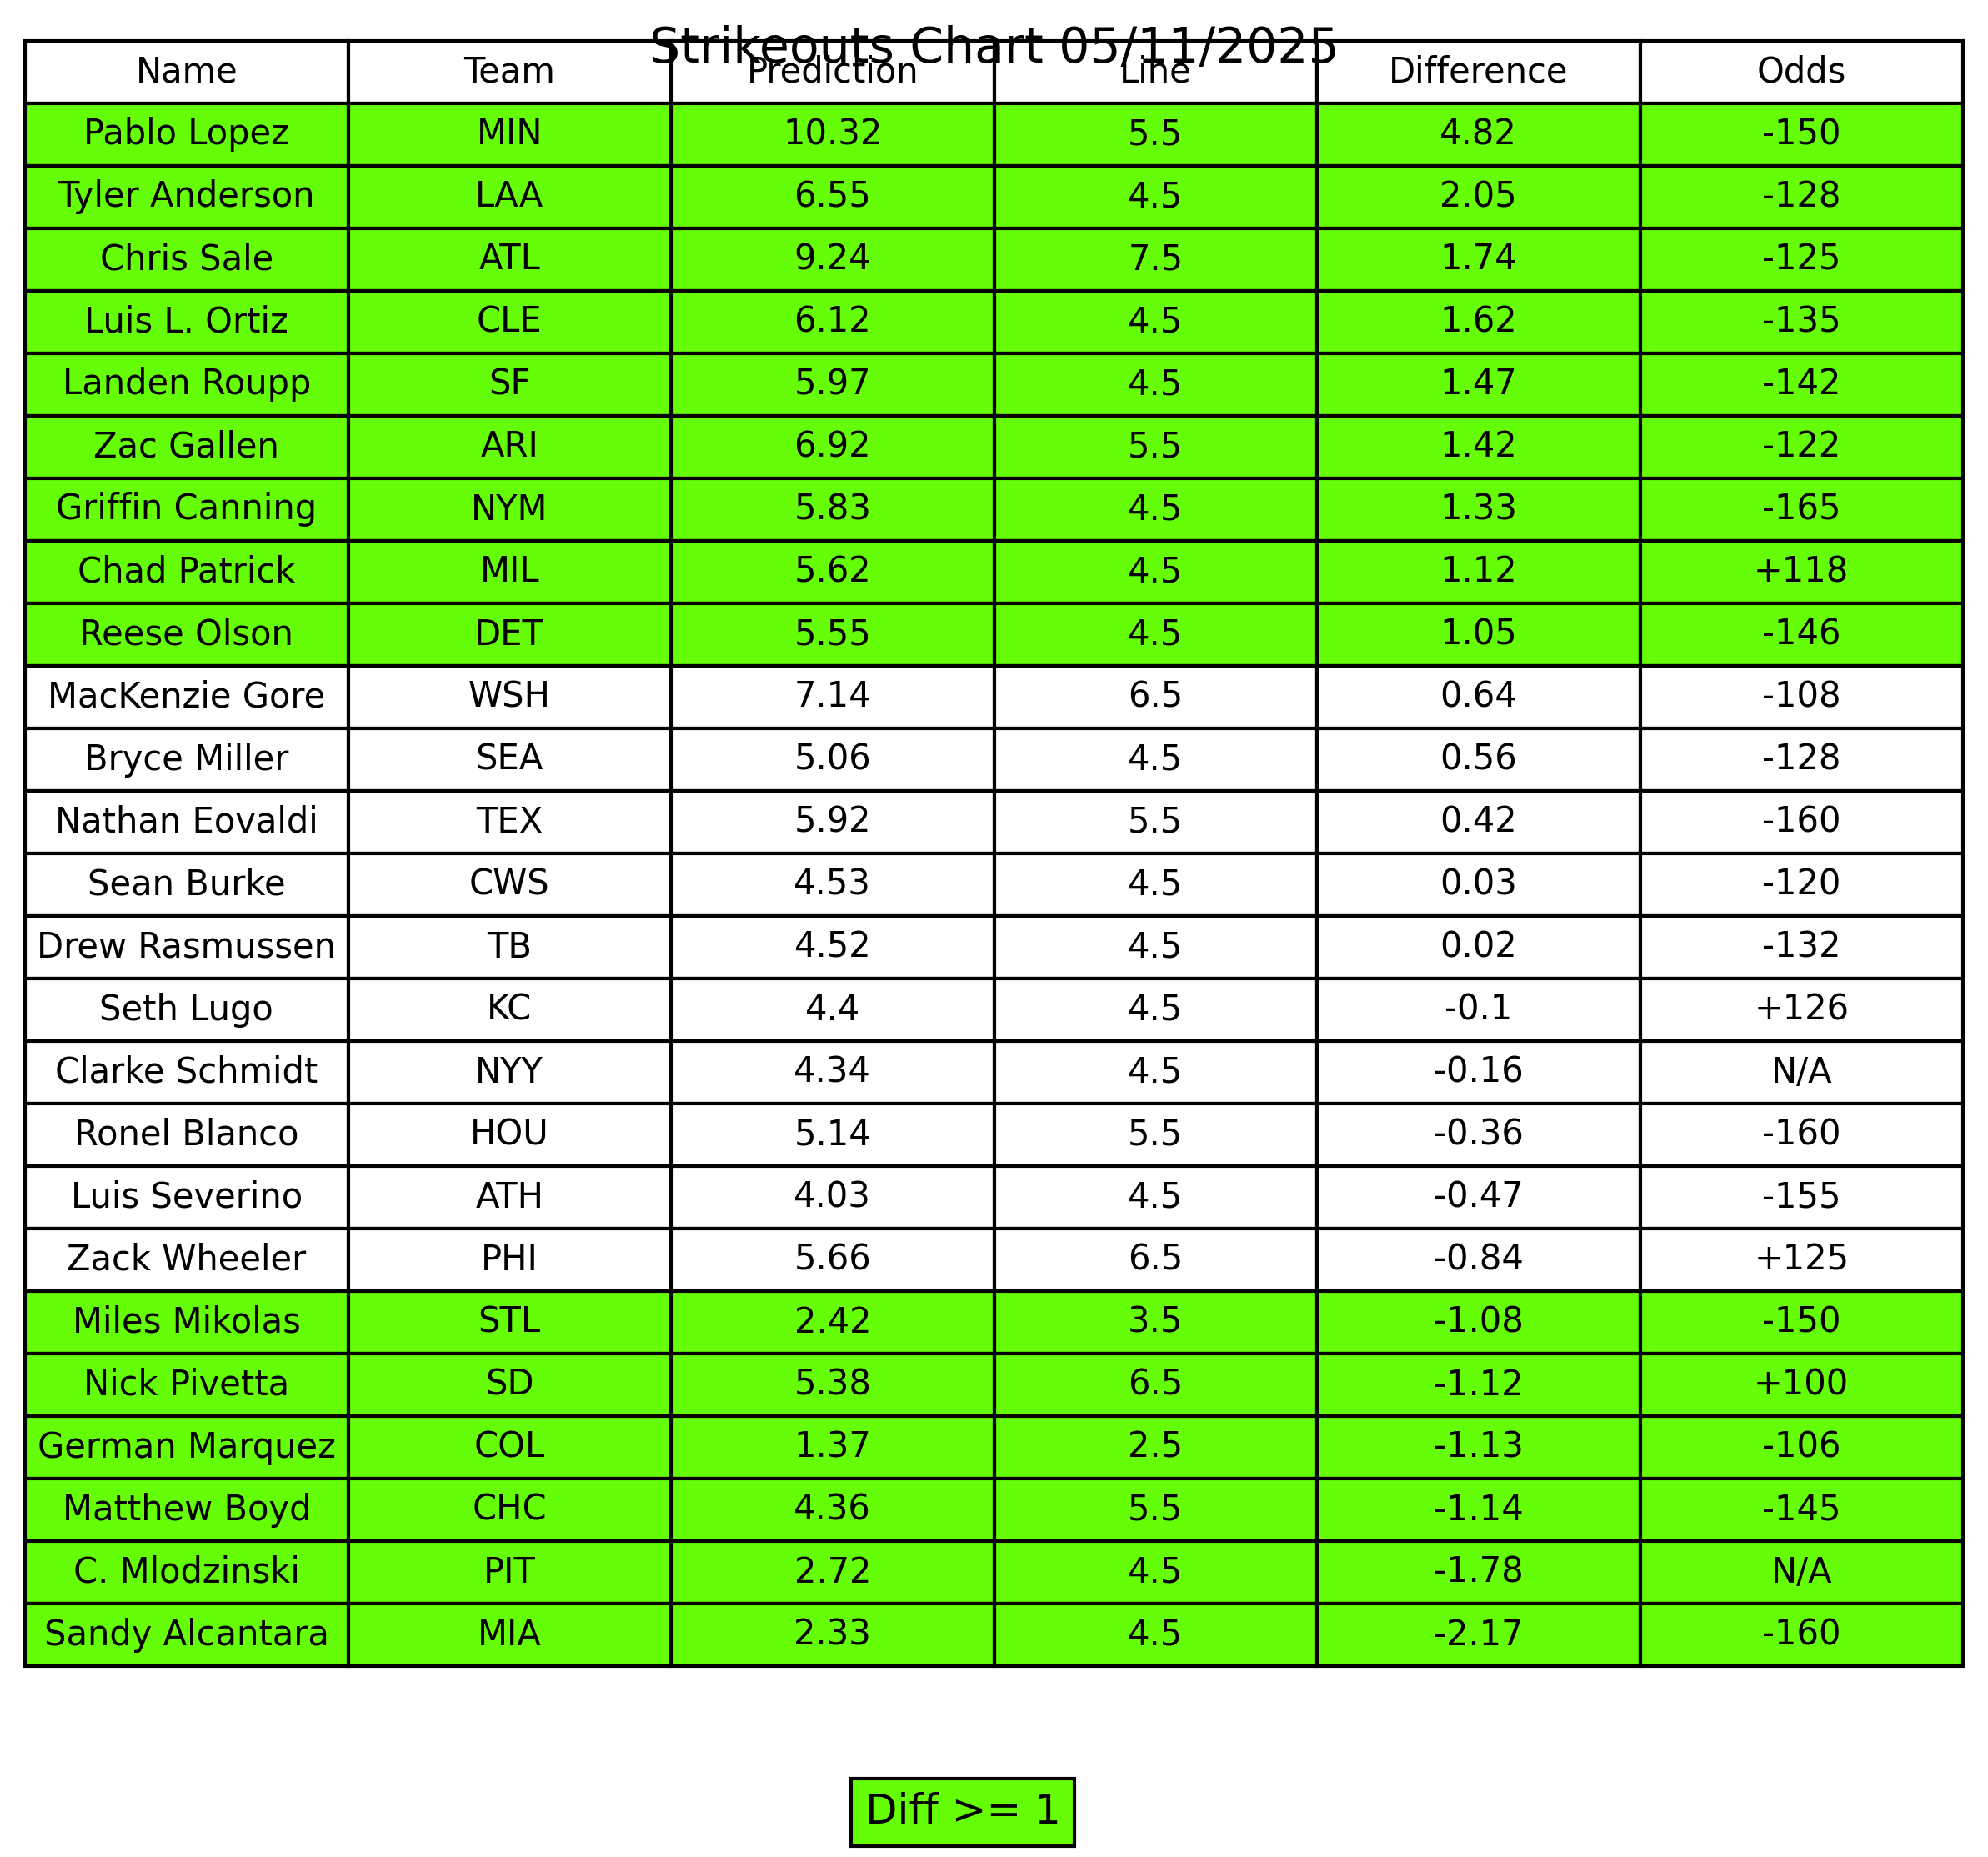 Strikeouts Chart 05/11/2025
Name Team Prediction Line Difference Odds
Pablo Lopez MIN 10.32 5.5 4.82 -150
Tyler Anderson LAA 6.55 4.5 2.05 -128
Chris Sale ATL 9.24 7.5 1.74 -125
Luis L. Ortiz CLE 6.12 4.5 1.62 -135
Landen Roupp SF 5.97 4.5 1.47 -142
Zac Gallen ARI 6.92 5.5 1.42 -122
Griffin Canning NYM 5.83 4.5 1.33 -165
Chad Patrick MIL 5.62 4.5 1.12 +118
Reese Olson DET 5.55 4.5 1.05 -146
MacKenzie Gore WSH 7.14 6.5 0.64 -108
Bryce Miller SEA 5.06 4.5 0.56 -128
Nathan Eovaldi TEX 5.92 5.5 0.42 -160
Sean Burke CWS 4.53 4.5 0.03 -120
Drew Rasmussen TB 4.52 4.5 0.02 -132
Seth Lugo KC 4.4 4.5 -0.1 +126
Clarke Schmidt NYY 4.34 4.5 -0.16 N/A
Ronel Blanco HOU 5.14 5.5 -0.36 -160
Luis Severino ATH 4.03 4.5 -0.47 -155
Zack Wheeler PHI 5.66 6.5 -0.84 +125
Miles Mikolas STL 2.42 3.5 -1.08 -150
Nick Pivetta SD 5.38 6.5 -1.12 +100
German Marquez COL 1.37 2.5 -1.13 -106
Matthew Boyd CHC 4.36 5.5 -1.14 -145
C. Mlodzinski PIT 2.72 4.5 -1.78 N/A
Sandy Alcantara MIA 2.33 4.5 -2.17 -160
Diff >= 1